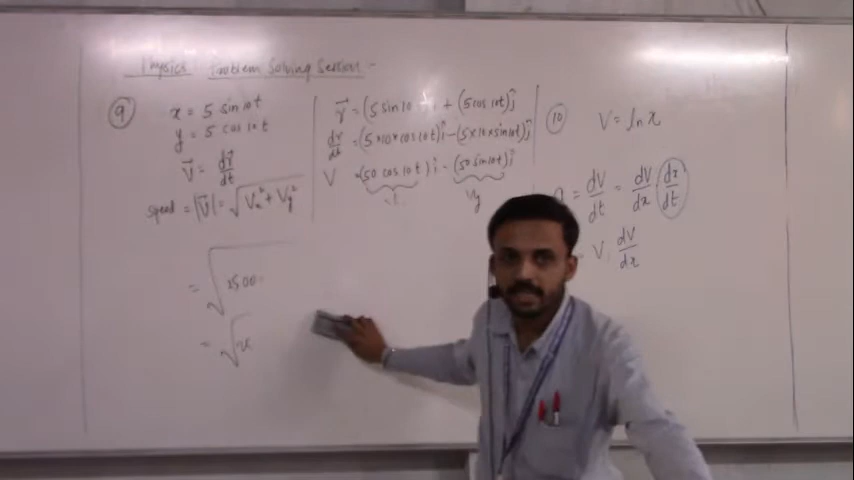 Physics Problem Solving Session -
9
x = 5 sin 10t
y = 5 cos 10t
V⃗ = dr⃗/dt
speed = |V⃗| = √(Vx² + Vy²)
= √2500
= √25
r⃗ = (5 sin 10 )î + (5 cos 10t)ĵ
dr/dt = (5×10×cos 10t)î - (5×10×sin 10t)ĵ
V = (50 cos 10t)î - (50 sin 10t)ĵ
Vy
10
V = ln x
a = dV/dt = dV/dx dx/dt
= V. dV/dx